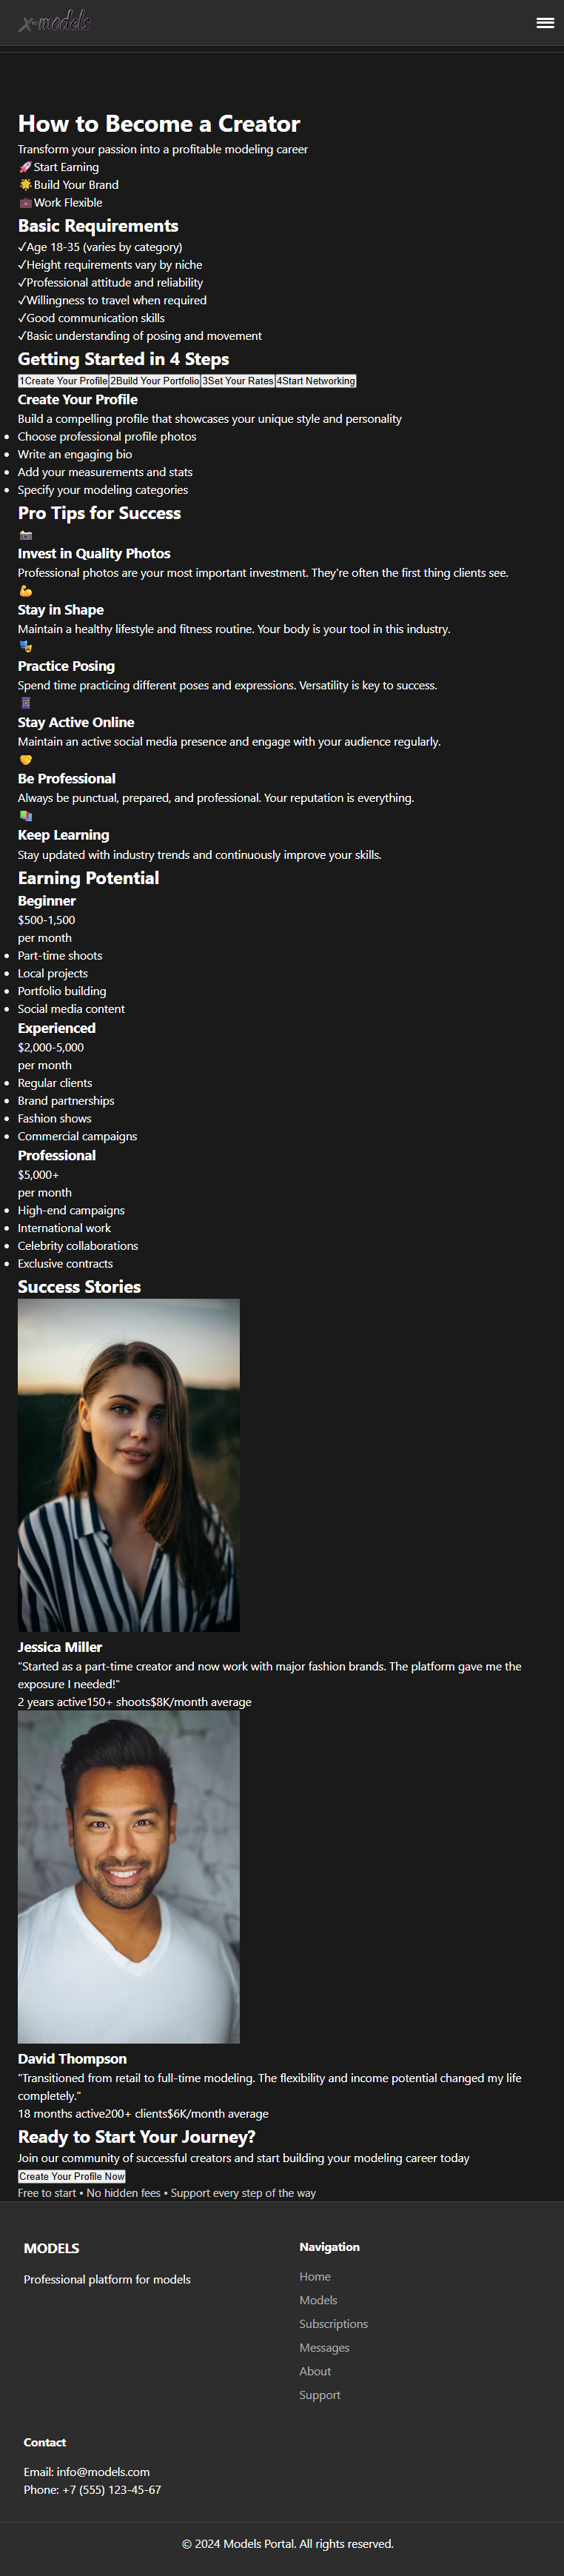 x-models
How to Become a Creator
Transform your passion into a profitable modeling career
🚀Start Earning
🌟Build Your Brand
💼Work Flexible
Basic Requirements
✓Age 18-35 (varies by category)
✓Height requirements vary by niche
✓Professional attitude and reliability
✓Willingness to travel when required
✓Good communication skills
✓Basic understanding of posing and movement
Getting Started in 4 Steps
1Create Your Profile 2Build Your Portfolio 3Set Your Rates 4Start Networking
Create Your Profile
Build a compelling profile that showcases your unique style and personality
• Choose professional profile photos
• Write an engaging bio
• Add your measurements and stats
• Specify your modeling categories
Pro Tips for Success
Invest in Quality Photos
Professional photos are your most important investment. They're often the first thing clients see.
Stay in Shape
Maintain a healthy lifestyle and fitness routine. Your body is your tool in this industry.
Practice Posing
Spend time practicing different poses and expressions. Versatility is key to success.
Stay Active Online
Maintain an active social media presence and engage with your audience regularly.
Be Professional
Always be punctual, prepared, and professional. Your reputation is everything.
Keep Learning
Stay updated with industry trends and continuously improve your skills.
Earning Potential
Beginner
$500-1,500
per month
• Part-time shoots
• Local projects
• Portfolio building
• Social media content
Experienced
$2,000-5,000
per month
• Regular clients
• Brand partnerships
• Fashion shows
• Commercial campaigns
Professional
$5,000+
per month
• High-end campaigns
• International work
• Celebrity collaborations
• Exclusive contracts
Success Stories
Jessica Miller
"Started as a part-time creator and now work with major fashion brands. The platform gave me the
exposure I needed!"
2 years active150+ shoots$8K/month average
David Thompson
"Transitioned from retail to full-time modeling. The flexibility and income potential changed my life
completely."
18 months active200+ clients$6K/month average
Ready to Start Your Journey?
Join our community of successful creators and start building your modeling career today
Create Your Profile Now
Free to start • No hidden fees • Support every step of the way
MODELS
Professional platform for models
Navigation
Home
Models
Subscriptions
Messages
About
Support
Contact
Email: info@models.com
Phone: +7 (555) 123-45-67
© 2024 Models Portal. All rights reserved.